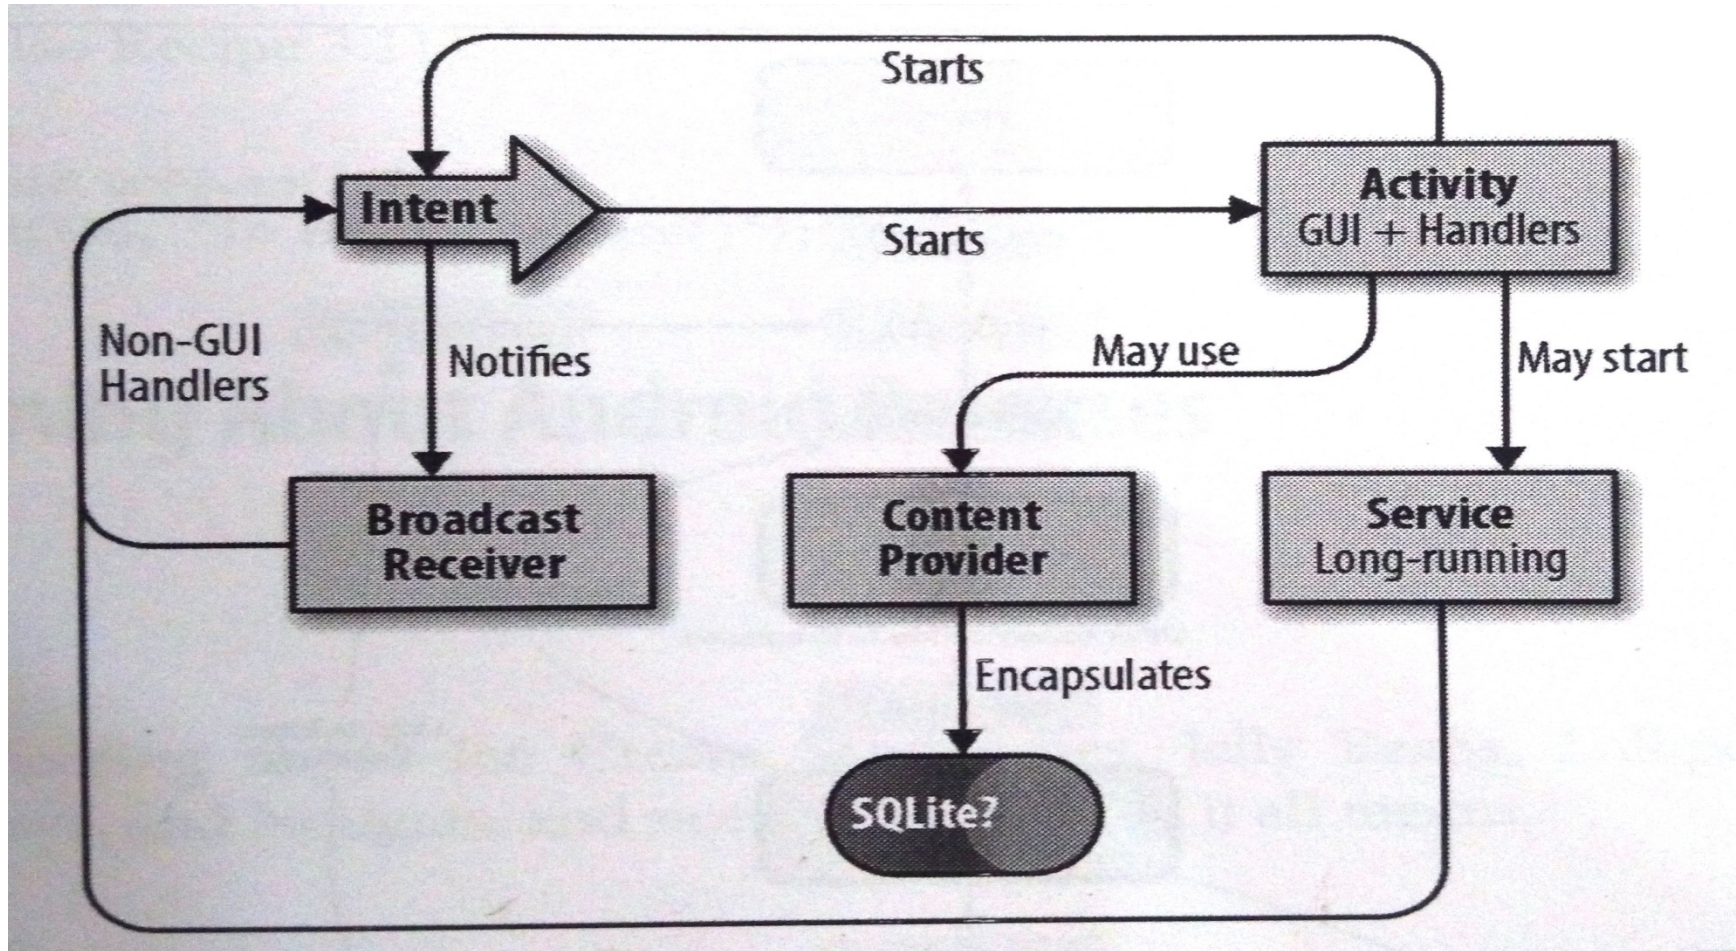 Starts
Intent
Starts
Activity
GUI + Handlers
Non-GUI
Handlers
Notifies
May use
May start
Broadcast
Receiver
Content
Provider
Service
Long-running
Encapsulates
SQLite?